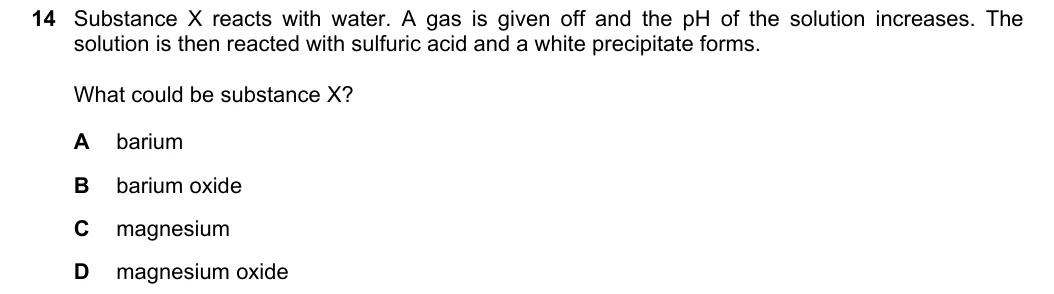 14 Substance X reacts with water. A gas is given off and the pH of the solution increases. The
solution is then reacted with sulfuric acid and a white precipitate forms.
What could be substance X?
A barium
B barium oxide
C magnesium
D magnesium oxide